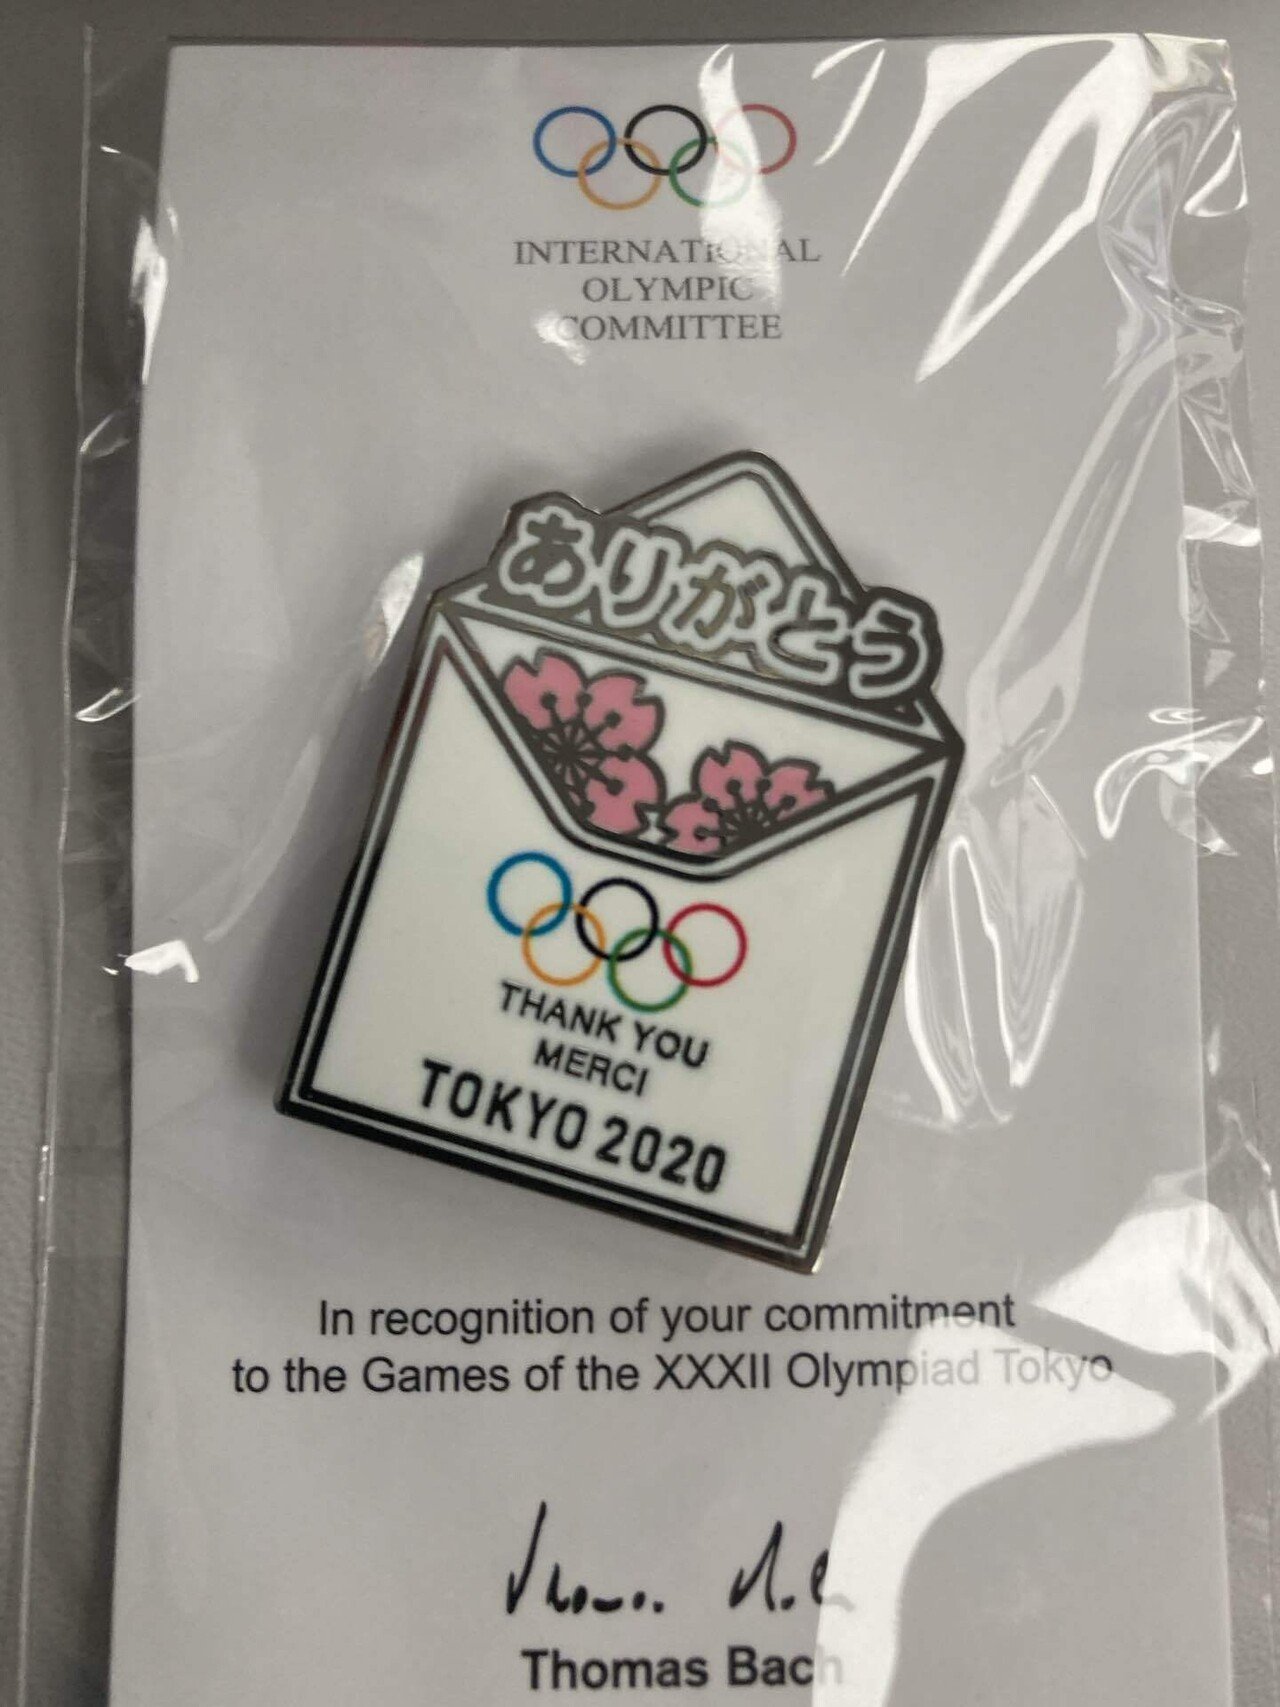 INTERNATIONAL
OLYMPIC
COMMITTEE
ありがとう
THANK YOU
MERCI
TOKYO 2020
In recognition of your commitment
to the Games of the XXXII Olympiad Tokyo
Thomas Bach